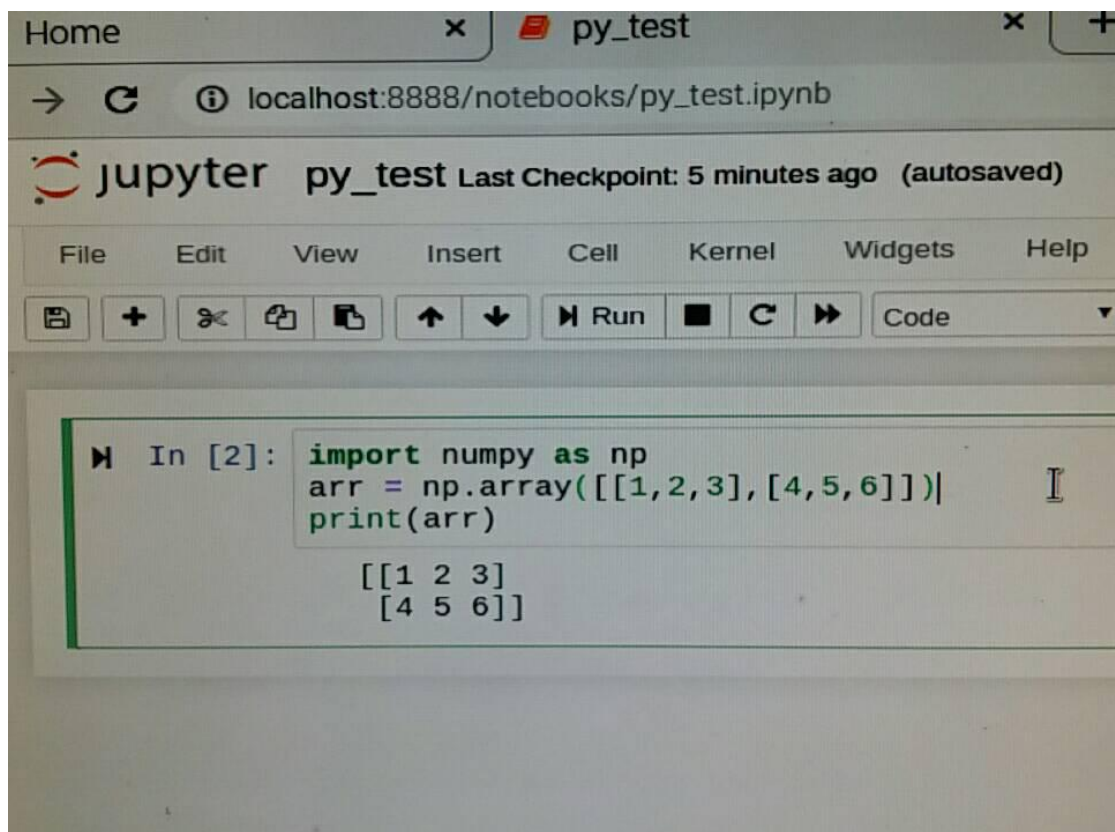 Home
py_test
localhost:8888/notebooks/py_test.ipynb
jupyter py_test Last Checkpoint: 5 minutes ago (autosaved)
File Edit View Insert Cell Kernel Widgets Help
Run Code
In [2]: import numpy as np
arr = np.array([[1,2,3],[4,5,6]])
print(arr)
[[1 2 3]
[4 5 6]]